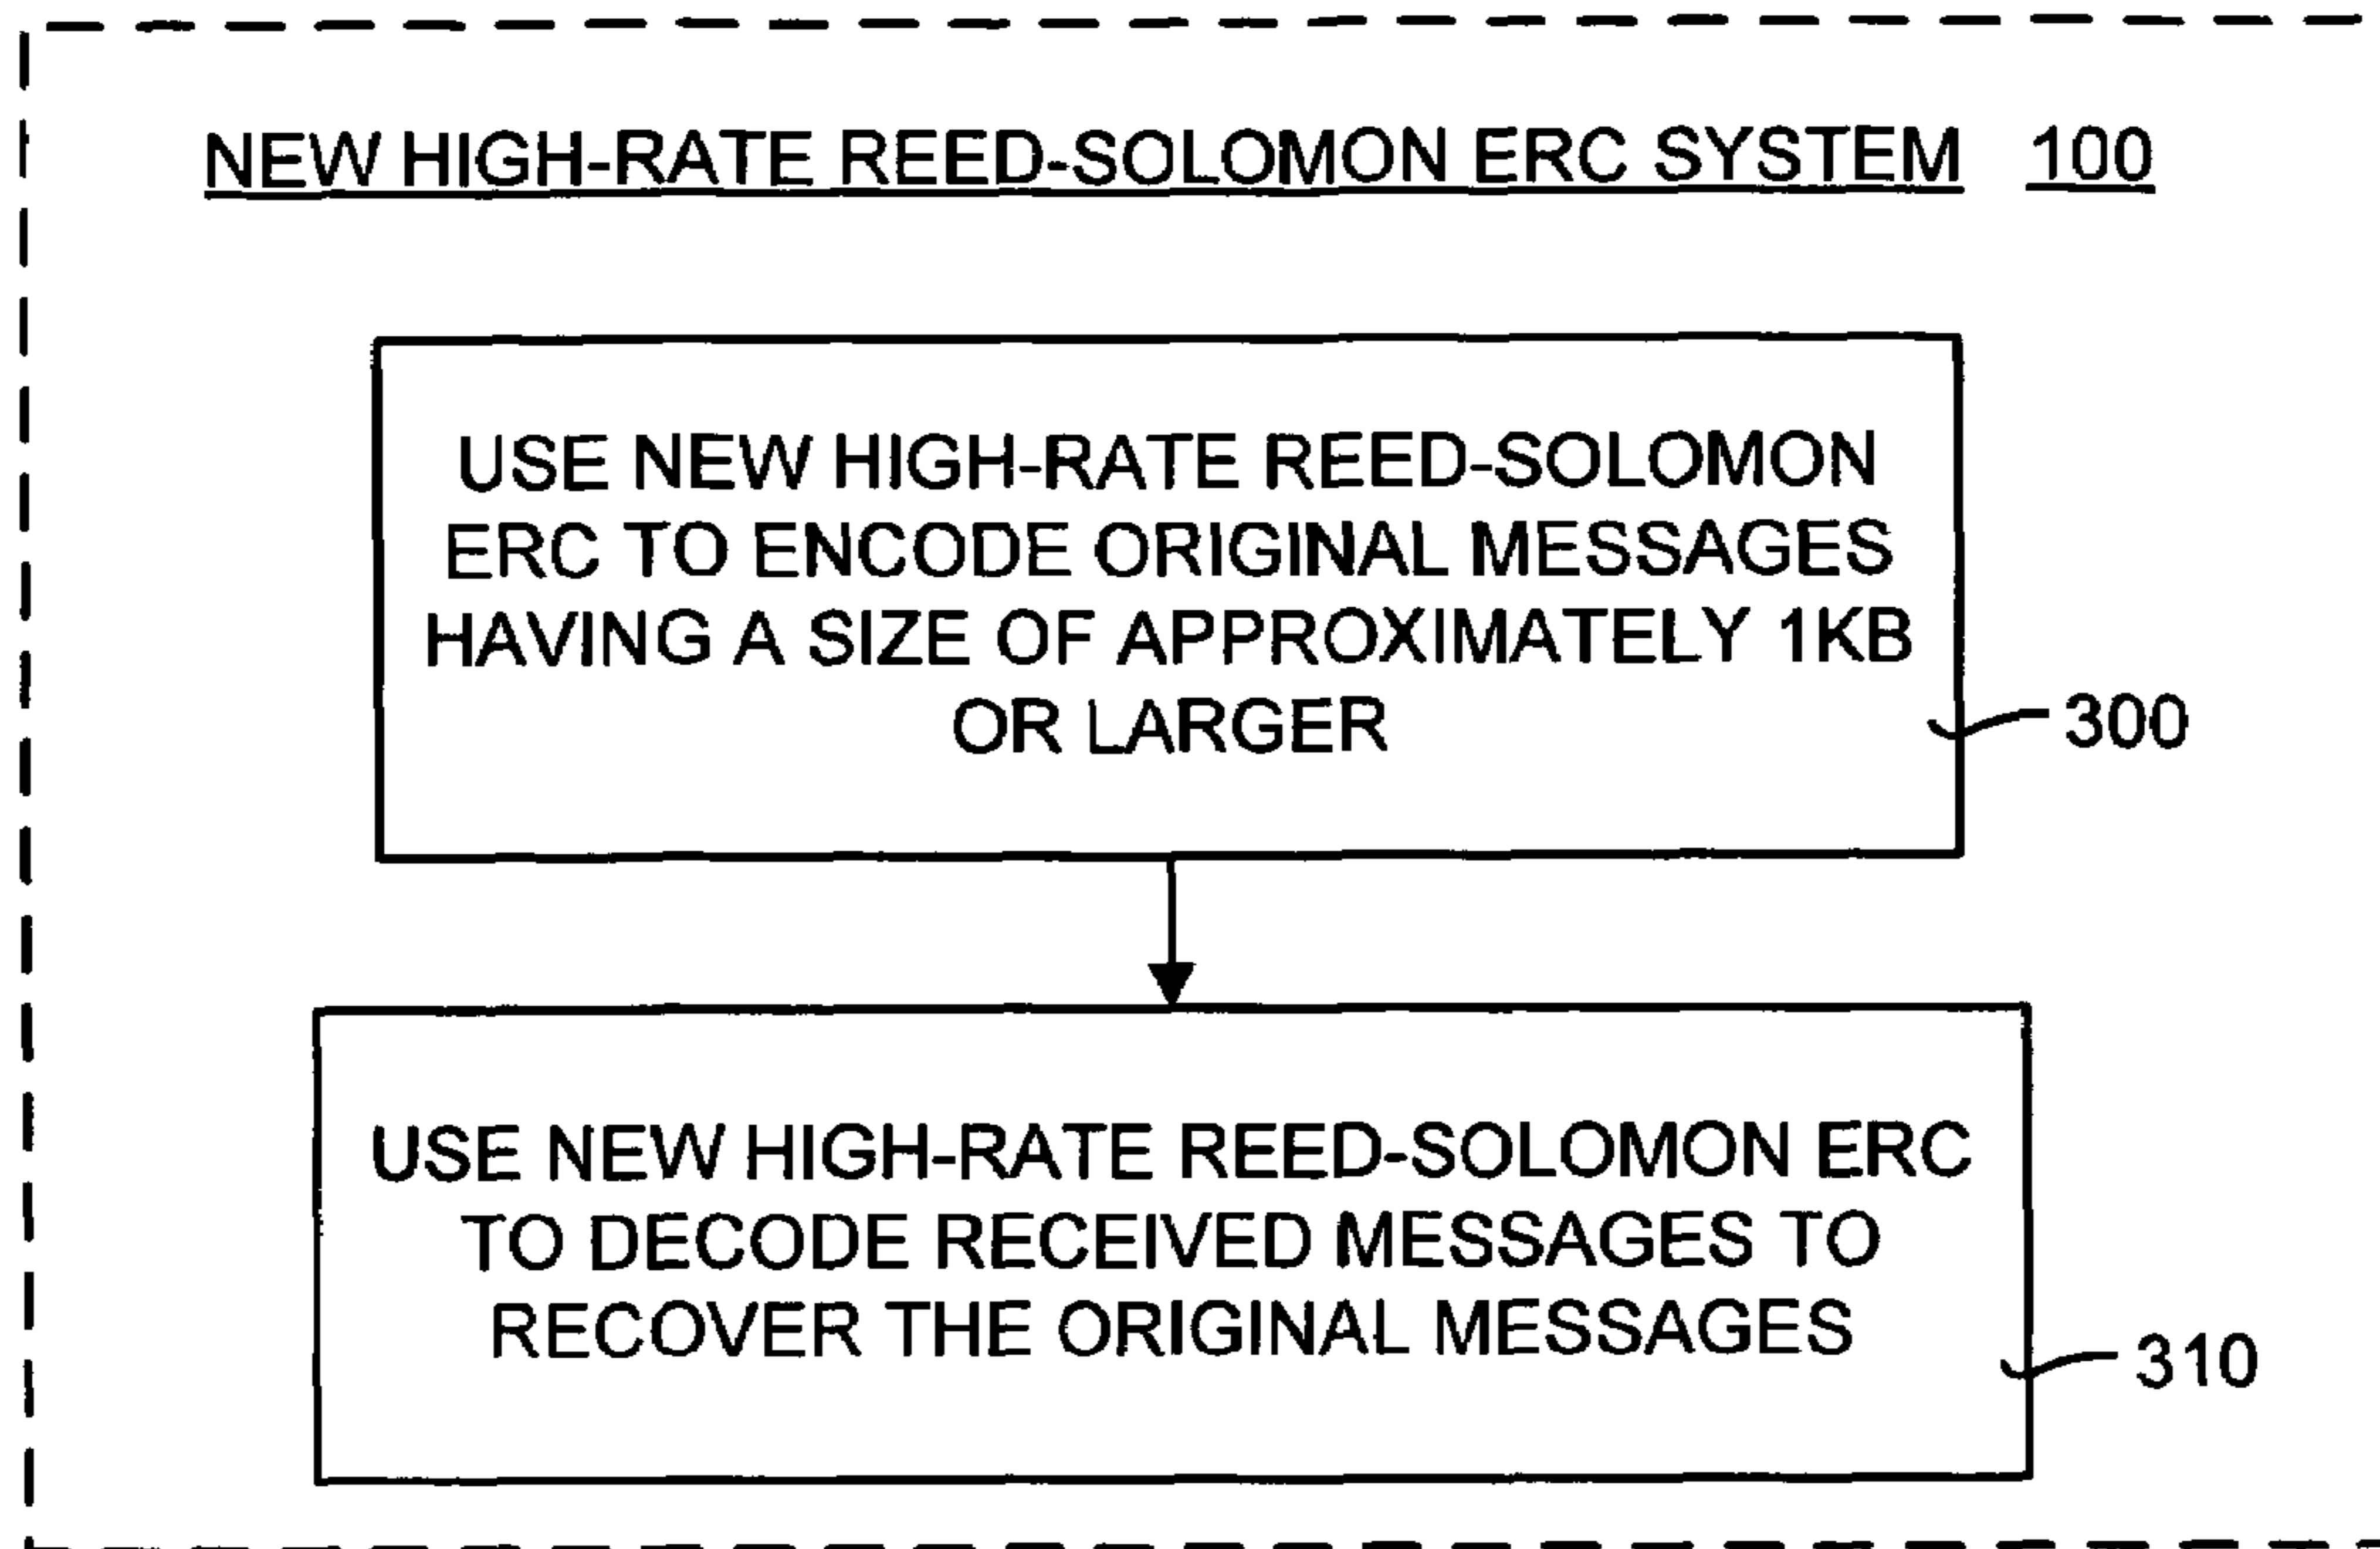 NEW HIGH-RATE REED-SOLOMON ERC SYSTEM 100
USE NEW HIGH-RATE REED-SOLOMON
ERC TO ENCODE ORIGINAL MESSAGES
HAVING A SIZE OF APPROXIMATELY 1KB
OR LARGER
300
USE NEW HIGH-RATE REED-SOLOMON ERC
TO DECODE RECEIVED MESSAGES TO
RECOVER THE ORIGINAL MESSAGES
310